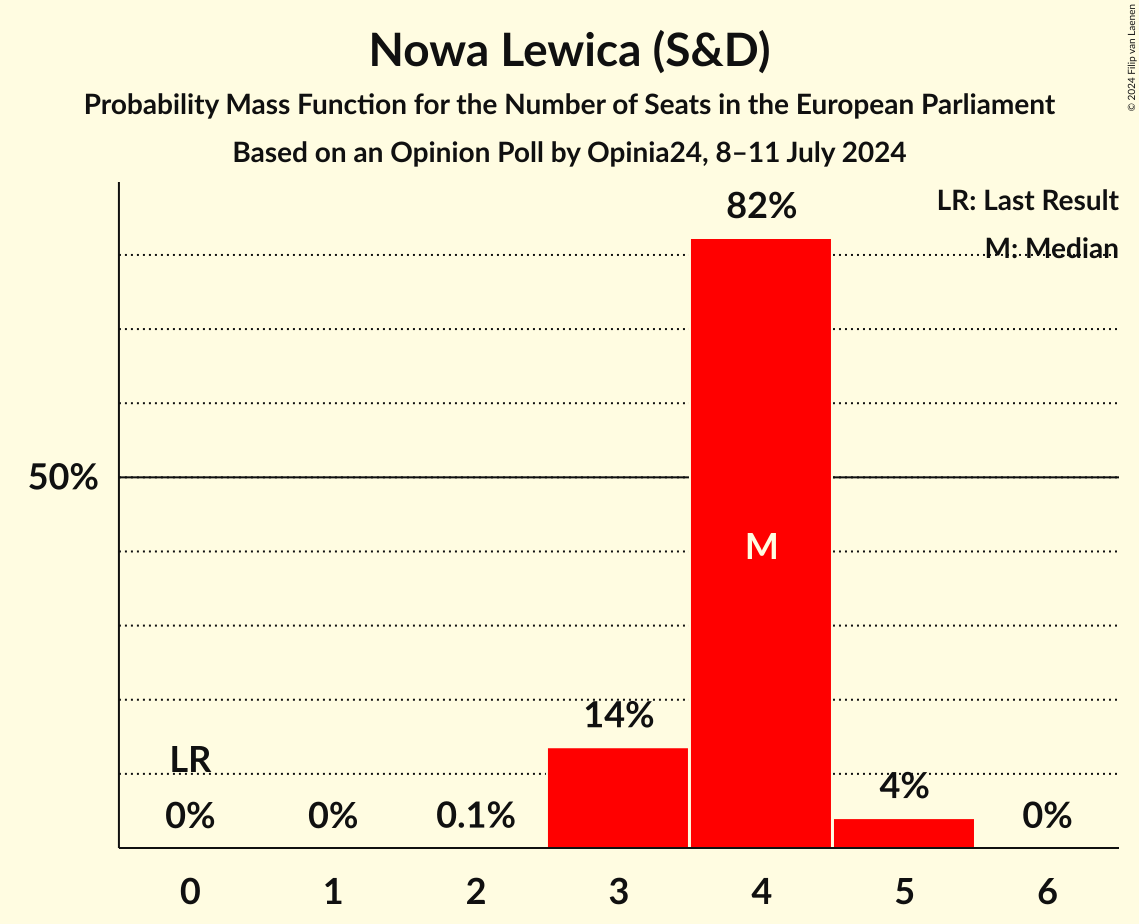 Nowa Lewica (S&D)
Probability Mass Function for the Number of Seats in the European Parliament
Based on an Opinion Poll by Opinia24, 8–11 July 2024
© 2024 Filip van Laenen
LR: Last Result
M: Median
82%
50%
M
14%
LR
4%
0%
0%
0.1%
0%
0 1 2 3 4 5 6